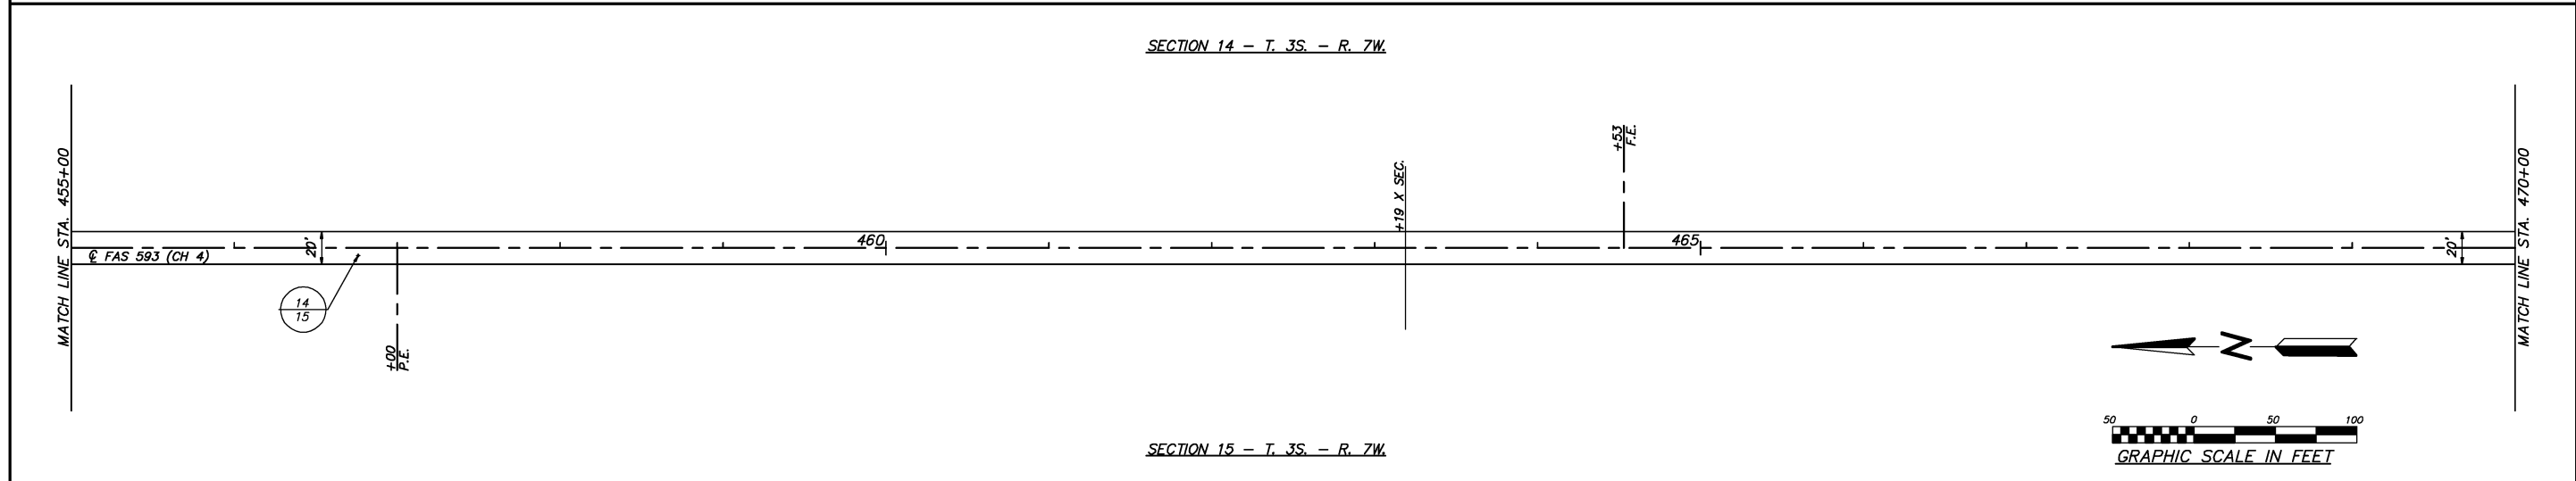 SECTION 14 - T. 3S. - R. 7W.
MATCH LINE STA. 455+00
℄ FAS 593 (CH 4)
20'
14
15
+00
P.E.
460
+19 X SEC.
+53
F.E.
465
20'
MATCH LINE STA. 470+00
N
SECTION 15 - T. 3S. - R. 7W.
50 0 50 100
GRAPHIC SCALE IN FEET